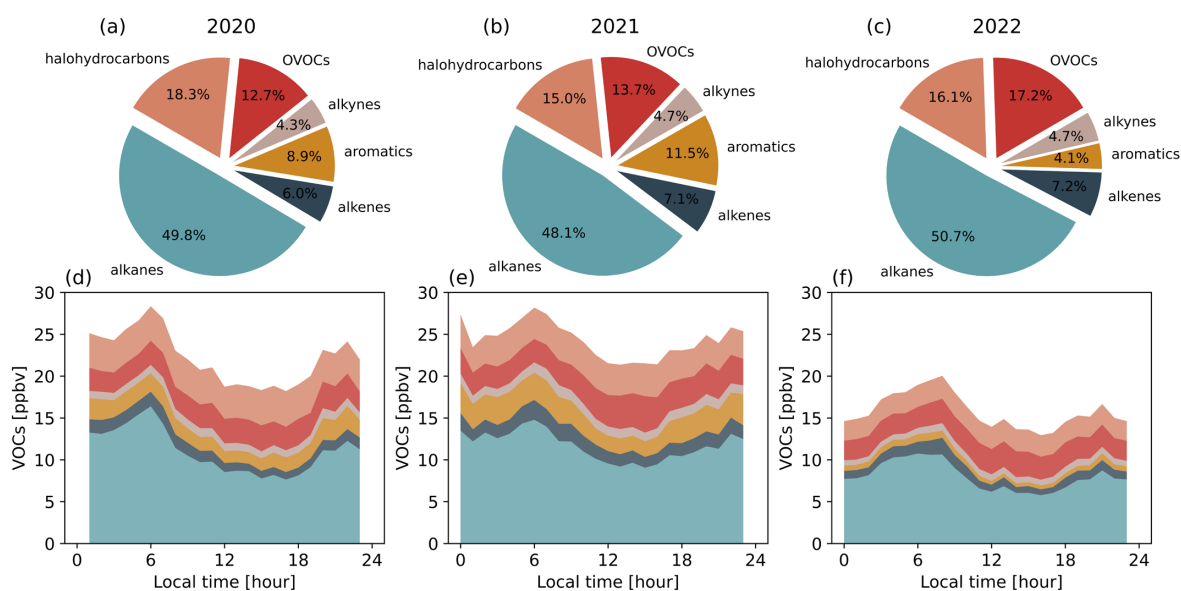 (a) 2020
halohydrocarbons
OVOCs
18.3%
12.7%
alkynes
4.3%
8.9%
aromatics
6.0%
alkenes
49.8%
alkanes
(b) 2021
halohydrocarbons
OVOCs
15.0%
13.7%
alkynes
4.7%
11.5%
aromatics
7.1%
alkenes
48.1%
alkanes
(c) 2022
halohydrocarbons
OVOCs
16.1%
17.2%
alkynes
4.7%
aromatics
4.1%
7.2%
alkenes
50.7%
alkanes
(d)
VOCs [ppbv]
30
25
20
15
10
5
0
0 6 12 18 24
Local time [hour]
(e)
VOCs [ppbv]
30
25
20
15
10
5
0
0 6 12 18 24
Local time [hour]
(f)
VOCs [ppbv]
30
25
20
15
10
5
0
0 6 12 18 24
Local time [hour]